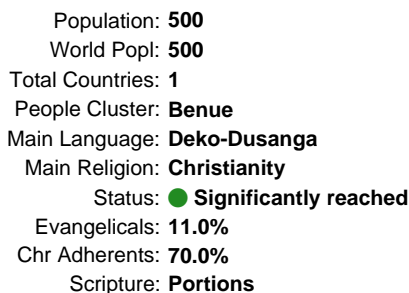 Population: 500
World Popl: 500
Total Countries: 1
People Cluster: Benue
Main Language: Deko-Dusanga
Main Religion: Christianity
Status: Significantly reached
Evangelicals: 11.0%
Chr Adherents: 70.0%
Scripture: Portions